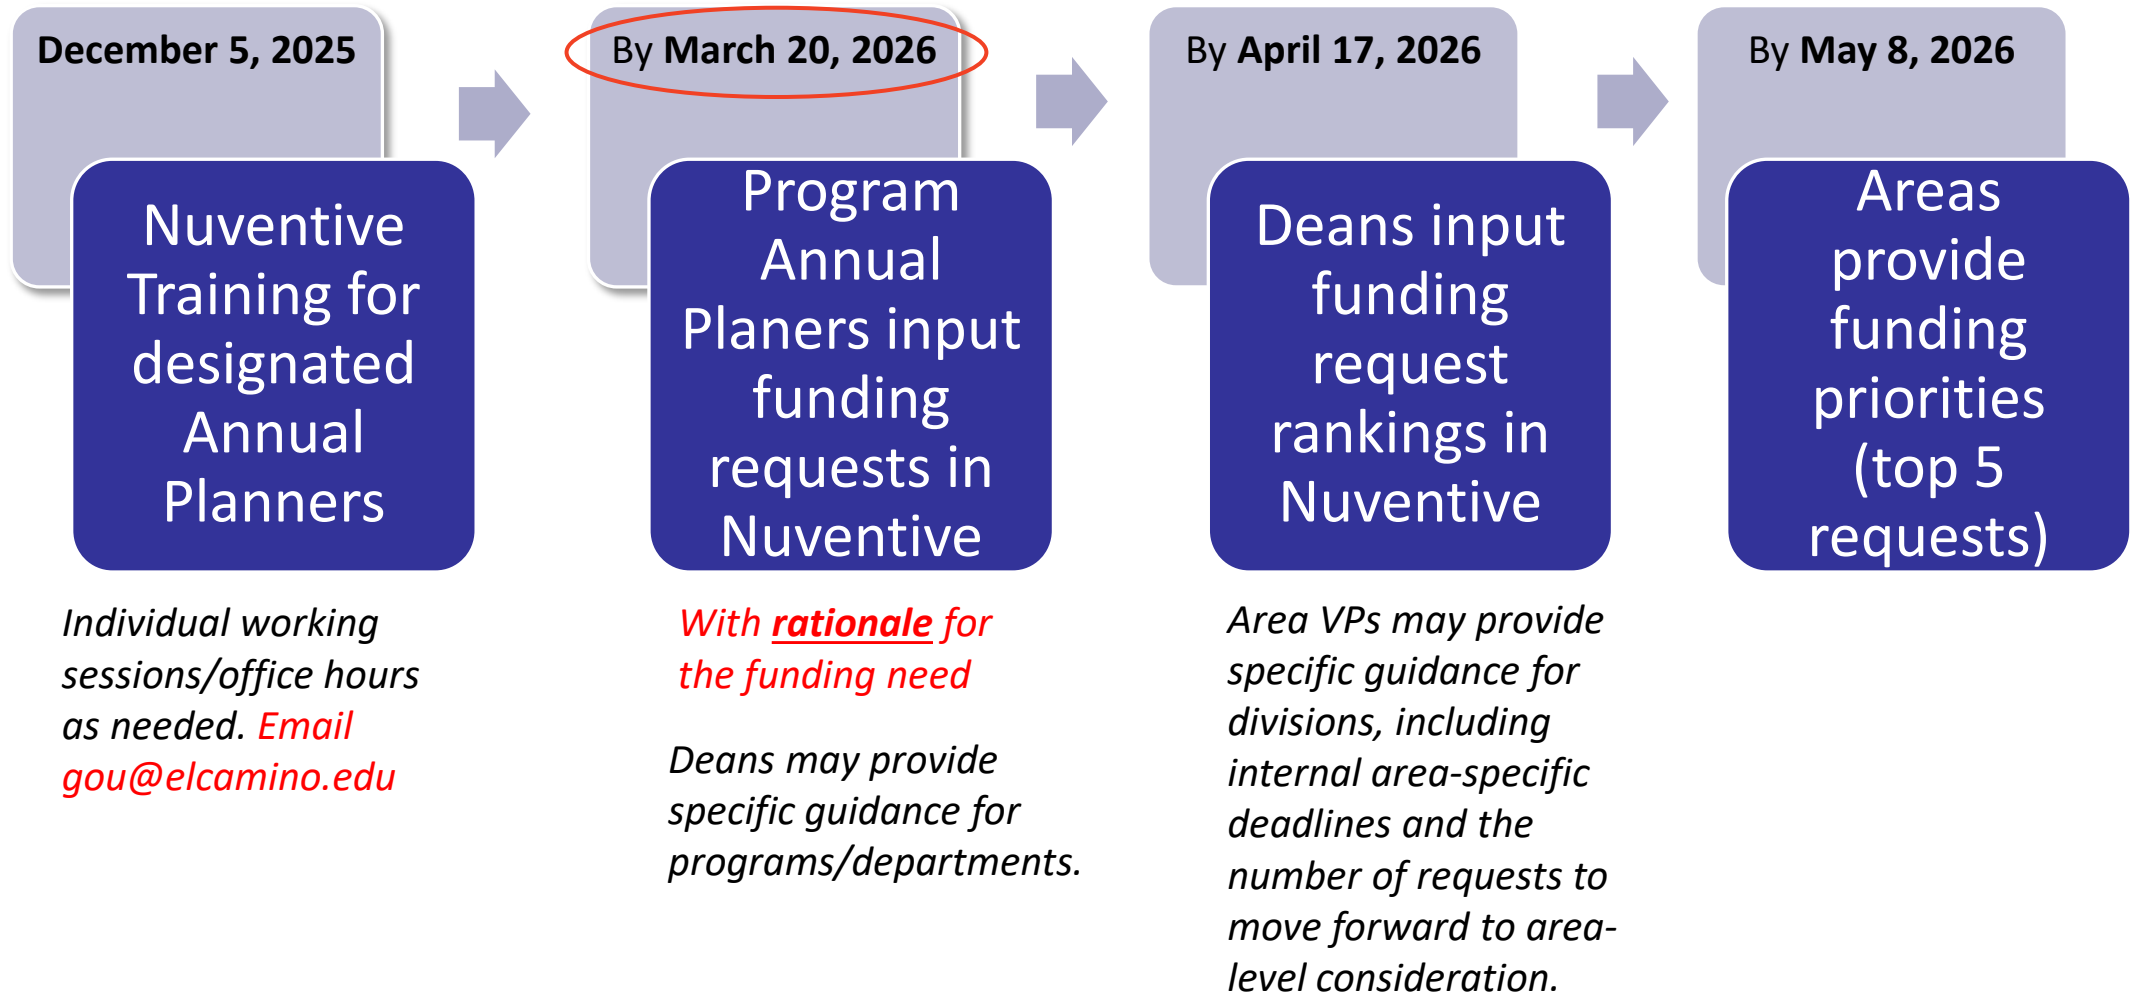 December 5, 2025
Nuventive
Training for
designated
Annual
Planners
Individual working
sessions/office hours
as needed. Email
gou@elcamino.edu
By March 20, 2026
Program
Annual
Planers input
funding
requests in
Nuventive
With rationale for
the funding need
Deans may provide
specific guidance for
programs/departments.
By April 17, 2026
Deans input
funding
request
rankings in
Nuventive
Area VPs may provide
specific guidance for
divisions, including
internal area-specific
deadlines and the
number of requests to
move forward to area-
level consideration.
By May 8, 2026
Areas
provide
funding
priorities
(top 5
requests)